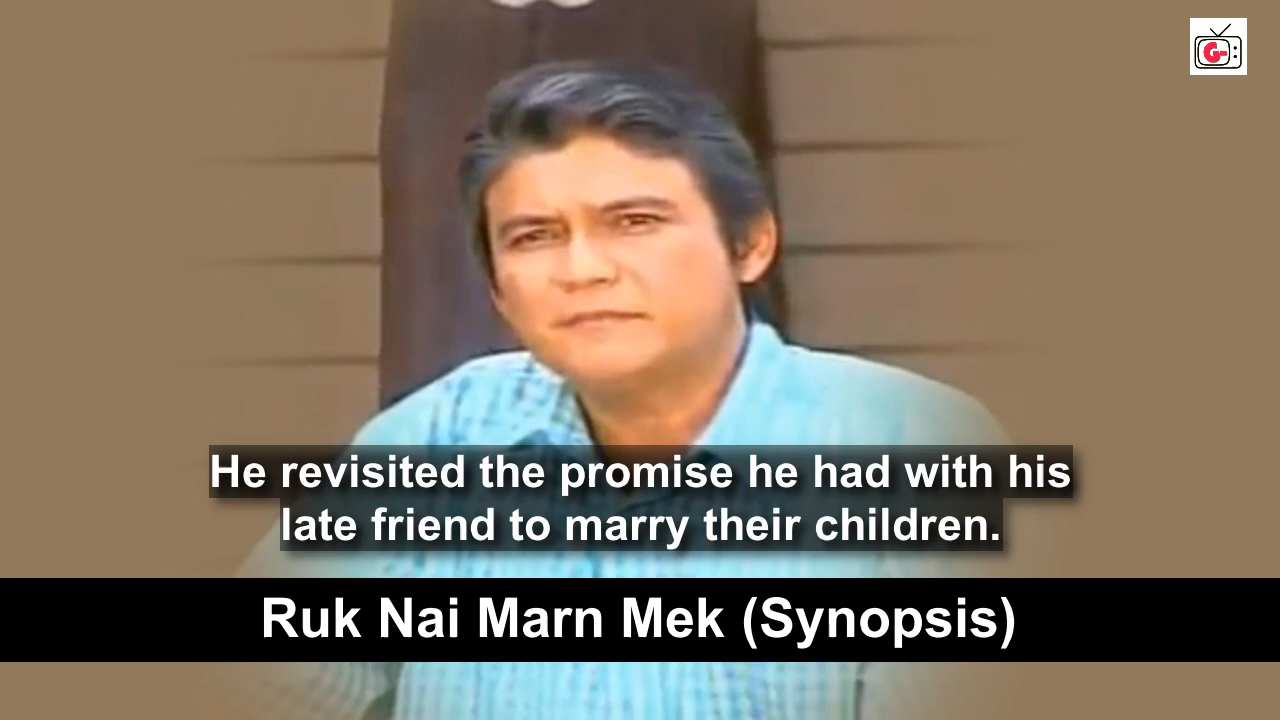 G-
He revisited the promise he had with his
late friend to marry their children.
Ruk Nai Marn Mek (Synopsis)